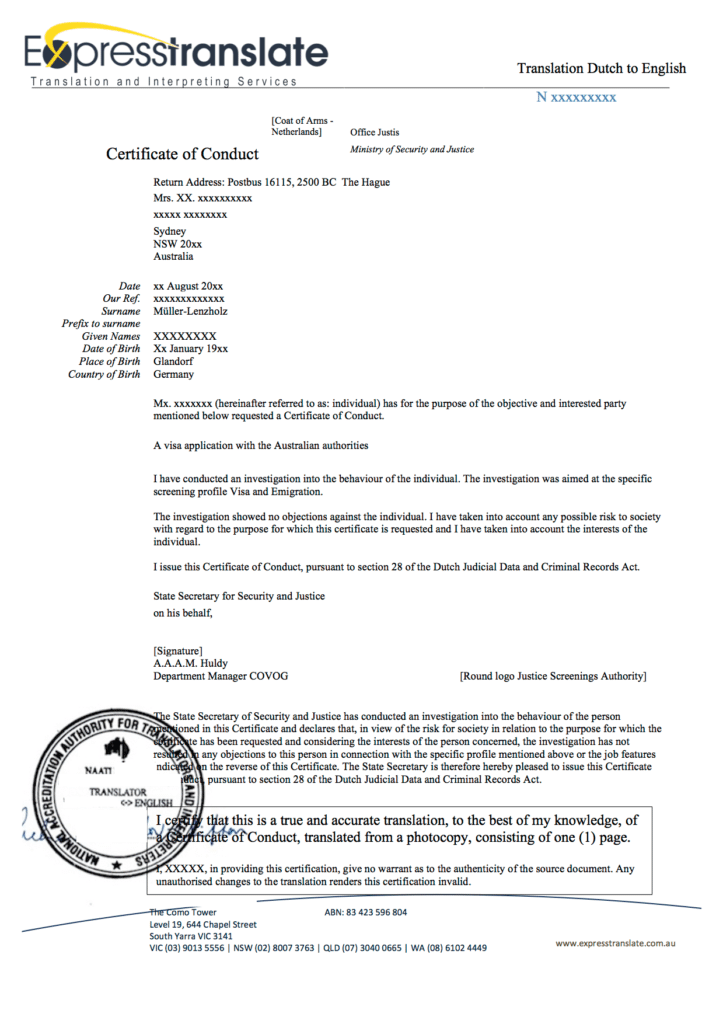 Expresstranslate
Translation and Interpreting Services
Translation Dutch to English
N xxxxxxxxx
[Coat of Arms -
Netherlands]
Office Justis
Ministry of Security and Justice
Certificate of Conduct
Return Address: Postbus 16115, 2500 BC The Hague
Mrs. XX. xxxxxxxxxx
xxxxx xxxxxxxx
Sydney
NSW 20xx
Australia
Date xx August 20xx
Our Ref. xxxxxxxxxxxxx
Surname Müller-Lenzholz
Prefix to surname
Given Names XXXXXXXX
Date of Birth Xx January 19xx
Place of Birth Glandorf
Country of Birth Germany
Mx. xxxxxxx (hereinafter referred to as: individual) has for the purpose of the objective and interested party
mentioned below requested a Certificate of Conduct.
A visa application with the Australian authorities
I have conducted an investigation into the behaviour of the individual. The investigation was aimed at the specific
screening profile Visa and Emigration.
The investigation showed no objections against the individual. I have taken into account any possible risk to society
with regard to the purpose for which this certificate is requested and I have taken into account the interests of the
individual.
I issue this Certificate of Conduct, pursuant to section 28 of the Dutch Judicial Data and Criminal Records Act.
State Secretary for Security and Justice
on his behalf,
[Signature]
A.A.A.M. Huldy
Department Manager COVOG
[Round logo Justice Screenings Authority]
The State Secretary of Security and Justice has conducted an investigation into the behaviour of the person
mentioned in this Certificate and declares that, in view of the risk for society in relation to the purpose for which the
certificate has been requested and considering the interests of the person concerned, the investigation has not
resulted in any objections to this person in connection with the specific profile mentioned above or the job features
indicated on the reverse of this Certificate. The State Secretary is therefore hereby pleased to issue this Certificate
pursuant to section 28 of the Dutch Judicial Data and Criminal Records Act.
NATIONAL ACCREDITATION AUTHORITY FOR TRANSLATORS AND INTERPRETERS
NAATI
TRANSLATOR
<-> ENGLISH
I certify that this is a true and accurate translation, to the best of my knowledge, of
a Certificate of Conduct, translated from a photocopy, consisting of one (1) page.
I, XXXXX, in providing this certification, give no warrant as to the authenticity of the source document. Any
unauthorised changes to the translation renders this certification invalid.
The Como Tower
Level 19, 644 Chapel Street
South Yarra VIC 3141
VIC (03) 9013 5556 | NSW (02) 8007 3763 | QLD (07) 3040 0665 | WA (08) 6102 4449
ABN: 83 423 596 804
www.expresstranslate.com.au